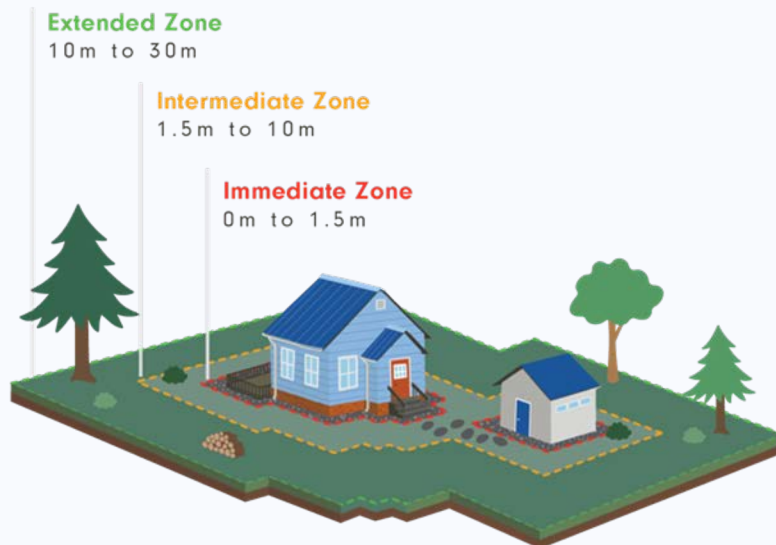 Extended Zone
10m to 30m
Intermediate Zone
1.5m to 10m
Immediate Zone
0m to 1.5m